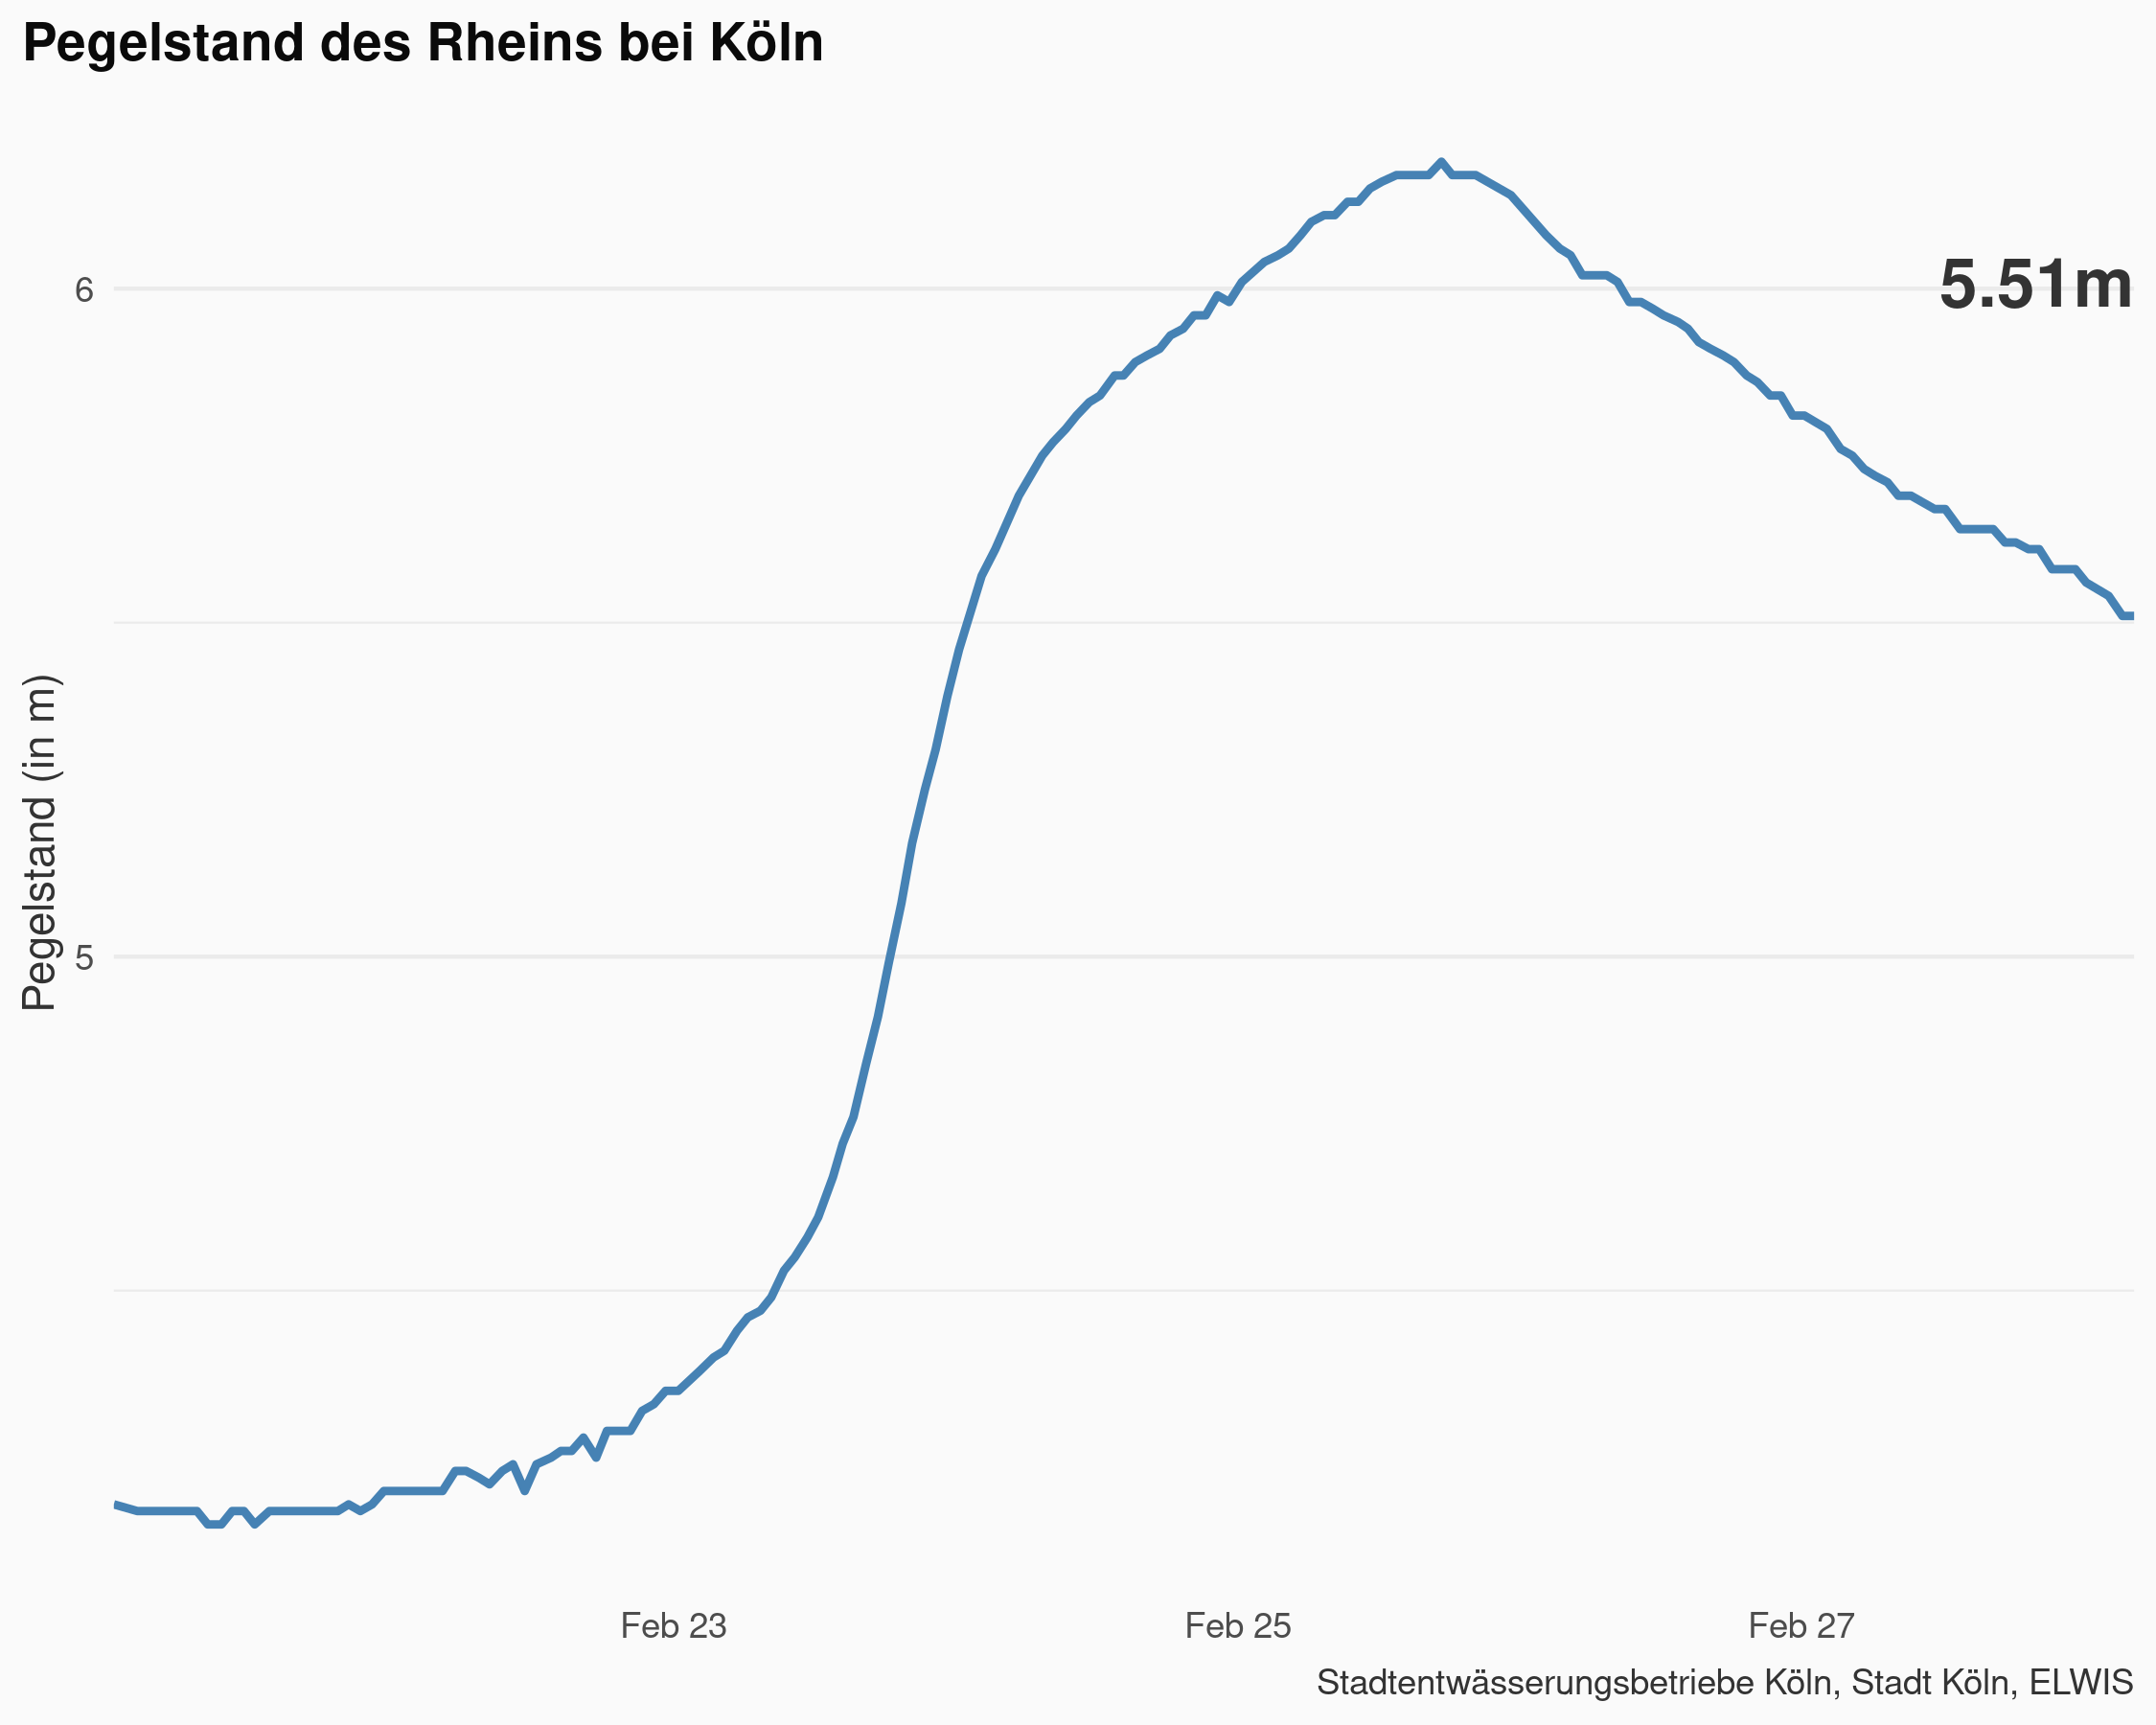 Pegelstand des Rheins bei Köln
5.51m
6
5
Pegelstand (in m)
Feb 23
Feb 25
Feb 27
Stadtentwässerungsbetriebe Köln, Stadt Köln, ELWIS